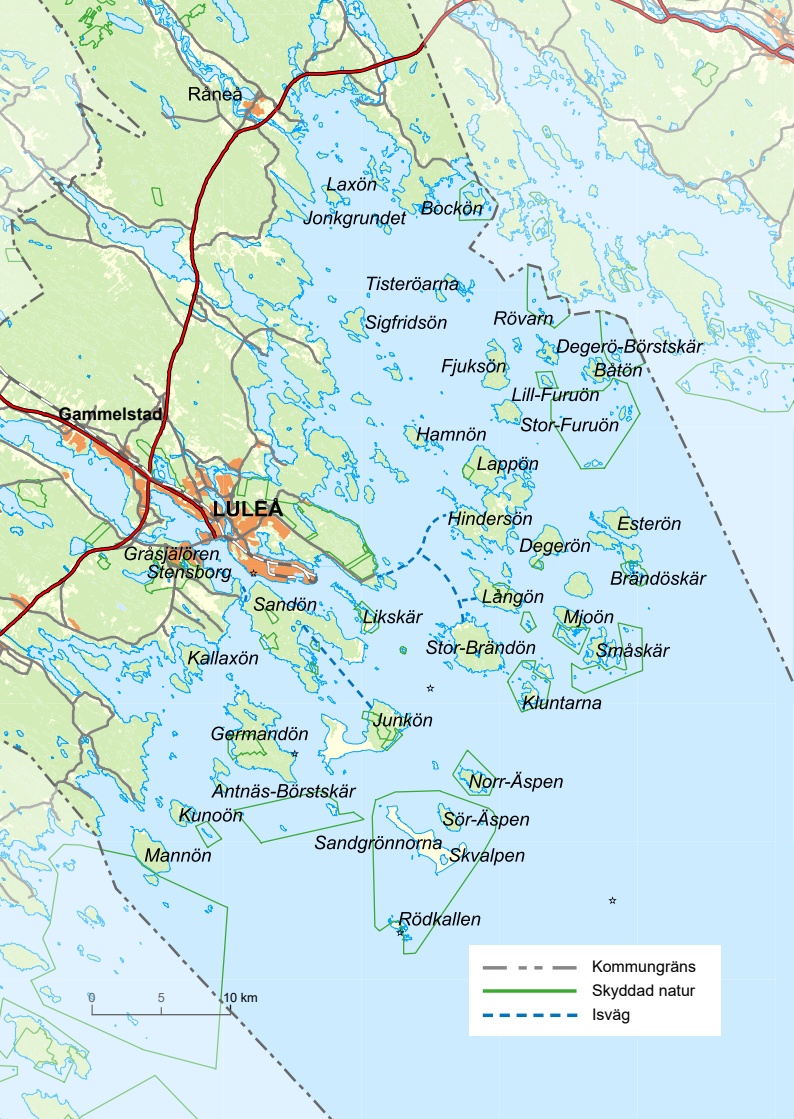 Råneå
Laxön
Bockön
Jonkgrundet
Tisteröarna
Rövarn
Sigfridsön
Degerö-Börstskär
Fjuksön
Båtön
Lill-Furuön
Gammelstad
Stor-Furuön
Hamnön
Lappön
LULEÅ
Hindersön
Esterön
Degerön
Gråsjälören
Stensborg
Brändöskär
Långön
Sandön
Likskär
Mjoön
Stor-Brändön
Småskär
Kallaxön
Kluntarna
Junkön
Germandön
Norr-Äspen
Antnäs-Börstskär
Kunoön
Sör-Äspen
Sandgrönnorna
Mannön
Skvalpen
Rödkallen
Kommungräns
Skyddad natur
Isväg
0 5 10 km